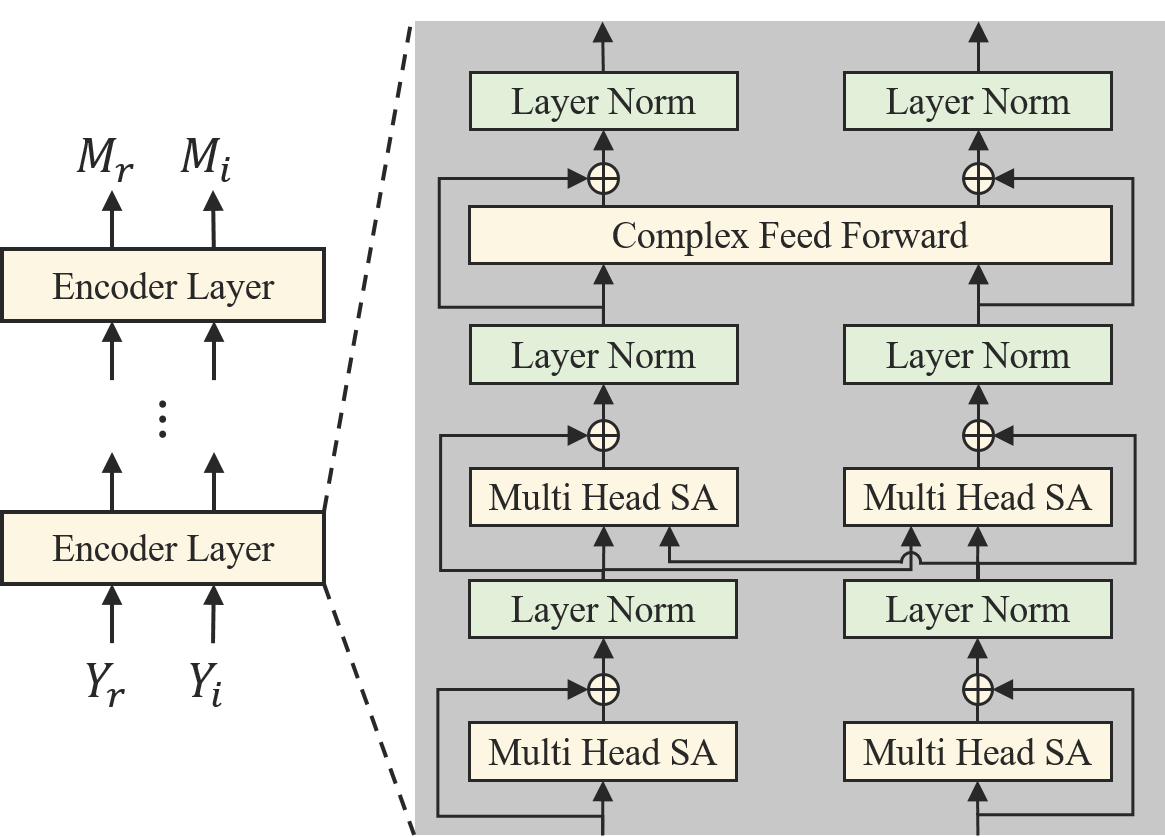 M_r M_i
Encoder Layer
⋮
Encoder Layer
Y_r Y_i
Layer Norm Layer Norm
Complex Feed Forward
Layer Norm Layer Norm
Multi Head SA Multi Head SA
Layer Norm Layer Norm
Multi Head SA Multi Head SA